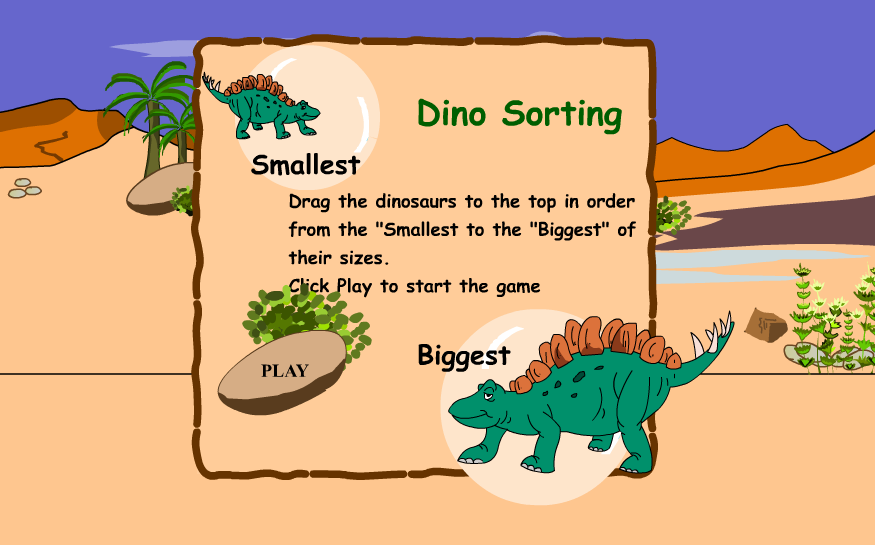 Dino Sorting
Smallest
Drag the dinosaurs to the top in order
from the "Smallest to the "Biggest" of
their sizes.
Click Play to start the game
Biggest
PLAY